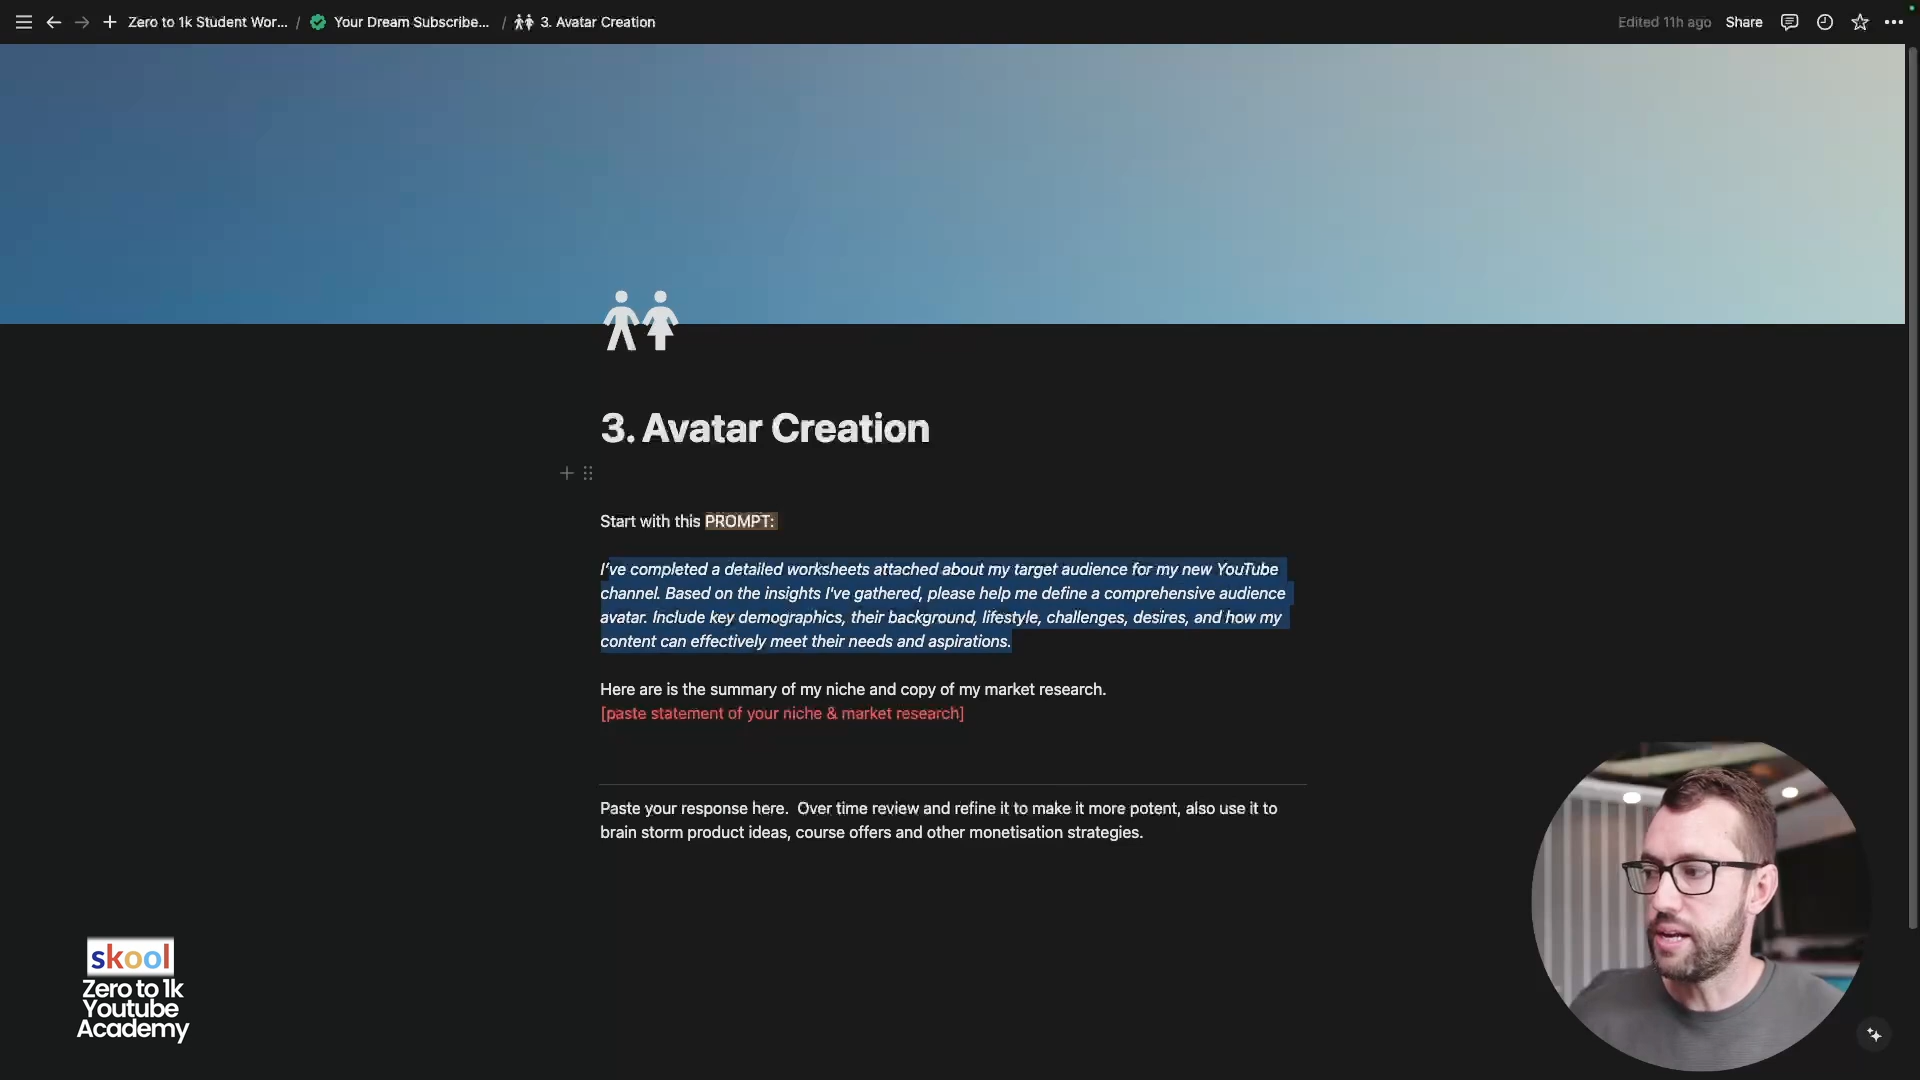 Zero to 1k Student Wor... / Your Dream Subscribe... / 3. Avatar Creation
Edited 11h ago Share
3. Avatar Creation
Start with this PROMPT:
I've completed a detailed worksheets attached about my target audience for my new YouTube
channel. Based on the insights I've gathered, please help me define a comprehensive audience
avatar. Include key demographics, their background, lifestyle, challenges, desires, and how my
content can effectively meet their needs and aspirations.
Here are is the summary of my niche and copy of my market research.
[paste statement of your niche & market research]
Paste your response here.  Over time review and refine it to make it more potent, also use it to
brain storm product ideas, course offers and other monetisation strategies.
skool
Zero to 1k
Youtube
Academy